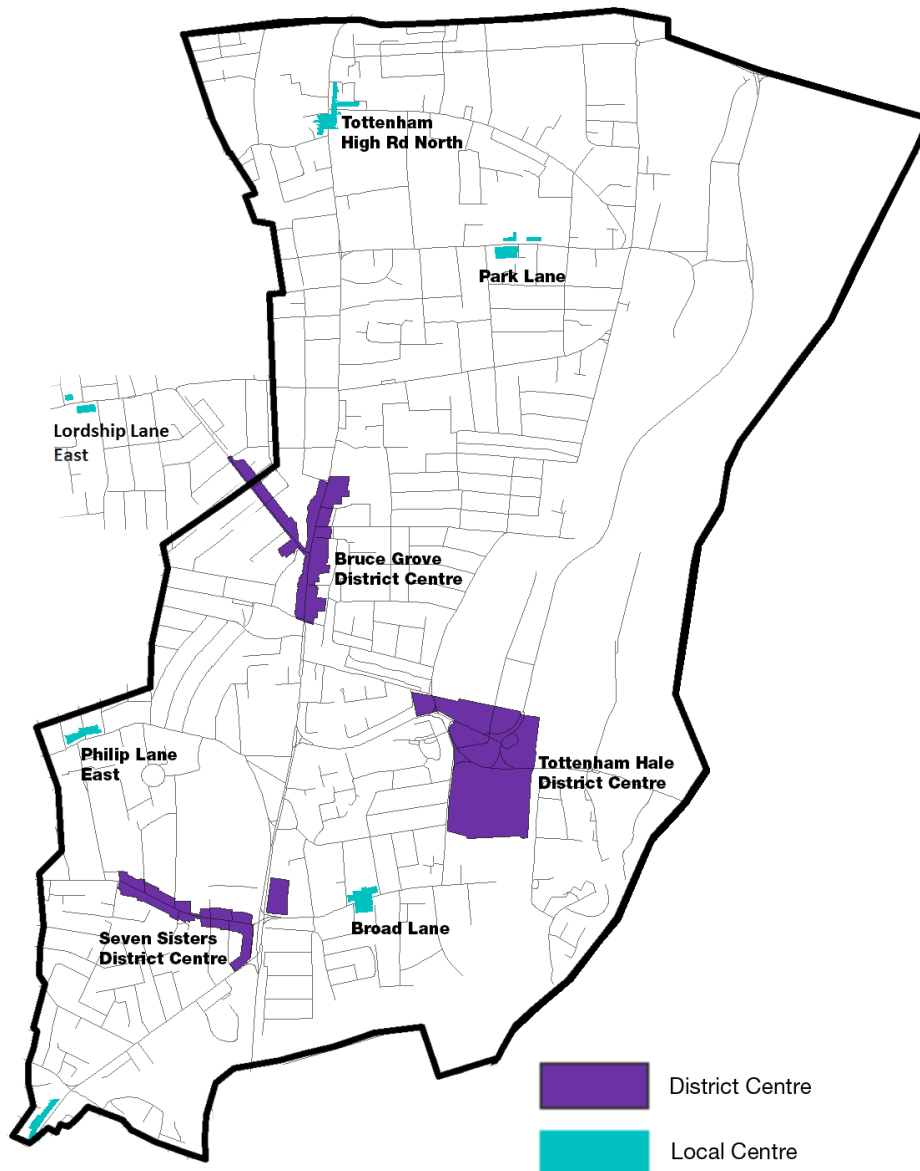 Tottenham
High Rd North
Park Lane
Lordship Lane
East
Bruce Grove
District Centre
Philip Lane
East
Tottenham Hale
District Centre
Seven Sisters
District Centre
Broad Lane
District Centre
Local Centre